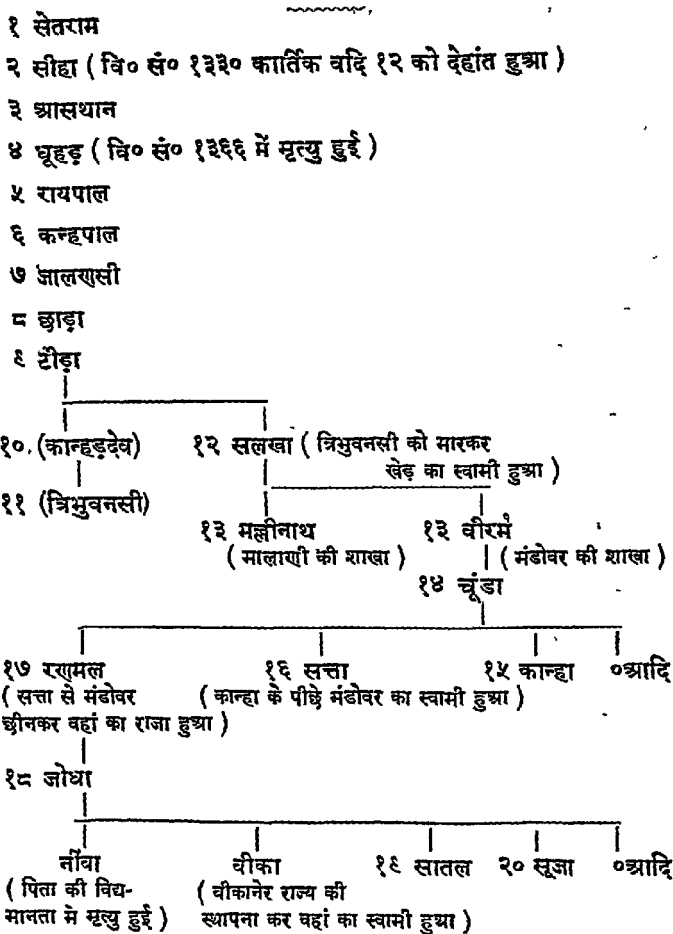 १ सेतराम
२ सीहा ( वि० सं० १३३० कार्तिक वदि १२ को देहांत हुआ )
३ आसथान
४ धूहड़ ( वि० सं० १३६६ में मृत्यु हुई )
५ रायपाल
६ कन्हपाल
७ जालणसी
८ छाड़ा
९ टीड़ा
१०. (कान्हड़देव) १२ सलखा ( त्रिभुवनसी को मारकर
खेड़ का स्वामी हुआ )
११ (त्रिभुवनसी)
१३ मल्लीनाथ १३ वीरम
( मालाणी की शाखा ) ( मंडोवर की शाखा )
१४ चूंडा
१७ रणमल १६ सत्ता १५ कान्हा ०आदि
( सत्ता से मंडोवर ( कान्हा के पीछे मंडोवर का स्वामी हुआ )
छीनकर वहां का राजा हुआ )
१८ जोधा
नींबा बीका १९ सातल २० सूजा ०आदि
( पिता की विद्य- ( बीकानेर राज्य की
मानता में मृत्यु हुई ) स्थापना कर वहां का स्वामी हुआ )